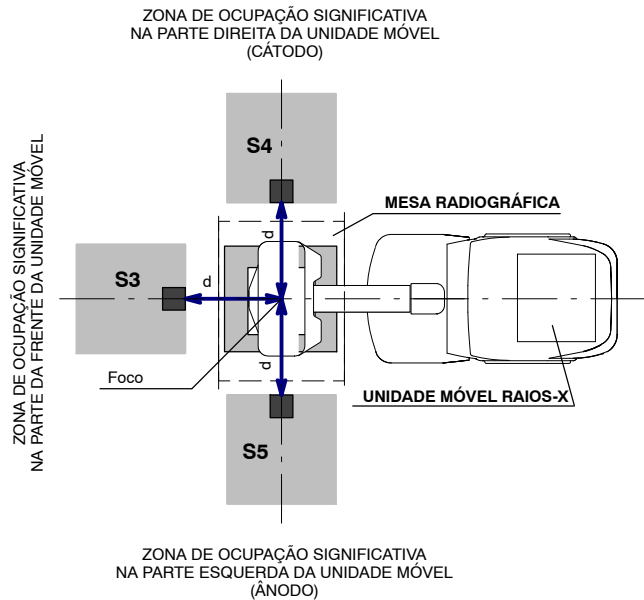 ZONA DE OCUPAÇÃO SIGNIFICATIVA
NA PARTE DIREITA DA UNIDADE MÓVEL
(CÁTODO)
ZONA DE OCUPAÇÃO SIGNIFICATIVA
NA PARTE DA FRENTE DA UNIDADE MÓVEL
S4
MESA RADIOGRÁFICA
d
S3
d
Foco
d
UNIDADE MÓVEL RAIOS-X
S5
ZONA DE OCUPAÇÃO SIGNIFICATIVA
NA PARTE ESQUERDA DA UNIDADE MÓVEL
(ÂNODO)